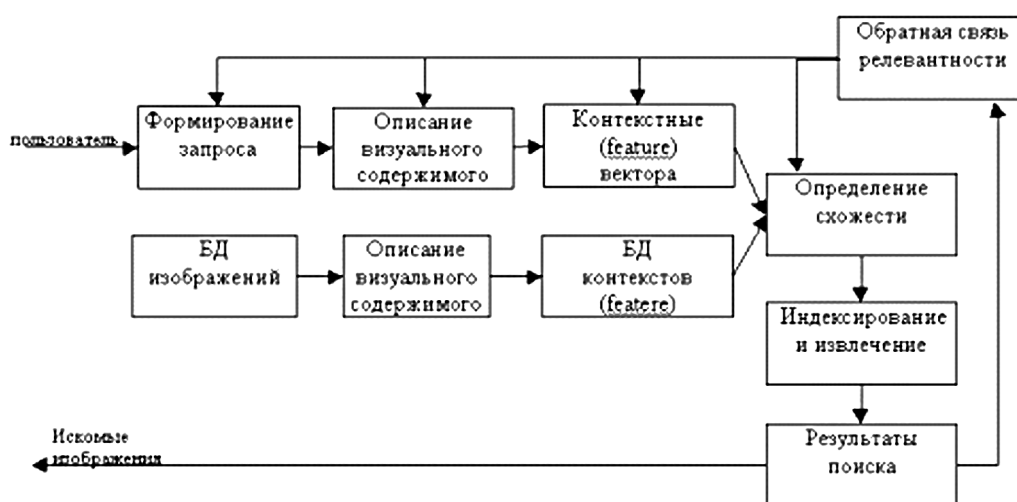 Обратная связь
релевантности
пользователь
Формирование
запроса
Описание
визуального
содержимого
Контекстные
(feature)
вектора
Определение
схожести
БД
изображений
Описание
визуального
содержимого
БД
контекстов
(featere)
Индексирование
и извлечение
Искомые
изображения
Результаты
поиска